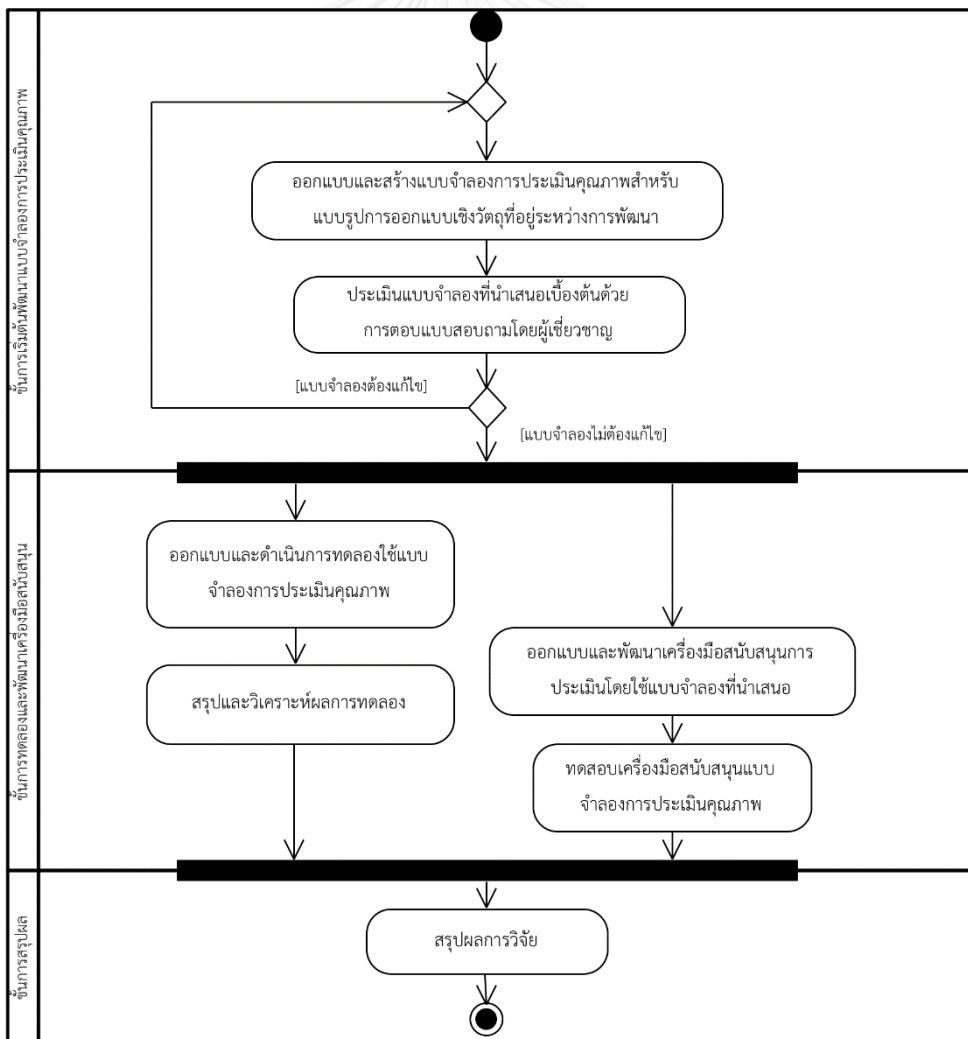 ขั้นการเริ่มต้นพัฒนาแบบจำลองการประเมินคุณภาพ
ออกแบบและสร้างแบบจำลองการประเมินคุณภาพสำหรับ
แบบรูปการออกแบบเชิงวัตถุที่อยู่ระหว่างการพัฒนา
ประเมินแบบจำลองที่นำเสนอเบื้องต้นด้วย
การตอบแบบสอบถามโดยผู้เชี่ยวชาญ
[แบบจำลองต้องแก้ไข]
[แบบจำลองไม่ต้องแก้ไข]
ขั้นการทดลองและพัฒนาเครื่องมือสนับสนุน
ออกแบบและดำเนินการทดลองใช้แบบ
จำลองการประเมินคุณภาพ
สรุปและวิเคราะห์ผลการทดลอง
ออกแบบและพัฒนาเครื่องมือสนับสนุนการ
ประเมินโดยใช้แบบจำลองที่นำเสนอ
ทดสอบเครื่องมือสนับสนุนแบบ
จำลองการประเมินคุณภาพ
ขั้นการสรุปผล
สรุปผลการวิจัย